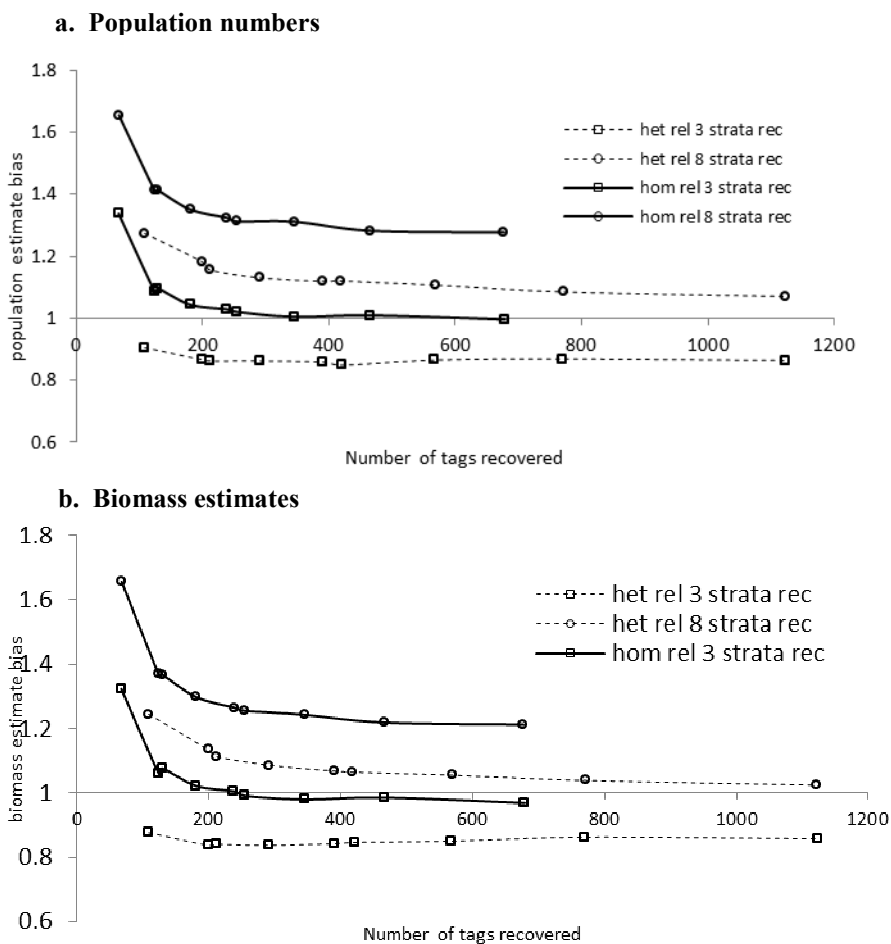 a. Population numbers
1.8
1.6
1.4
1.2
1
0.8
0.6
population estimate bias
0 200 400 600 800 1000 1200
Number of tags recovered
het rel 3 strata rec
het rel 8 strata rec
hom rel 3 strata rec
hom rel 8 strata rec
b. Biomass estimates
1.8
1.6
1.4
1.2
1
0.8
0.6
biomass estimate bias
0 200 400 600 800 1000 1200
Number of tags recovered
het rel 3 strata rec
het rel 8 strata rec
hom rel 3 strata rec